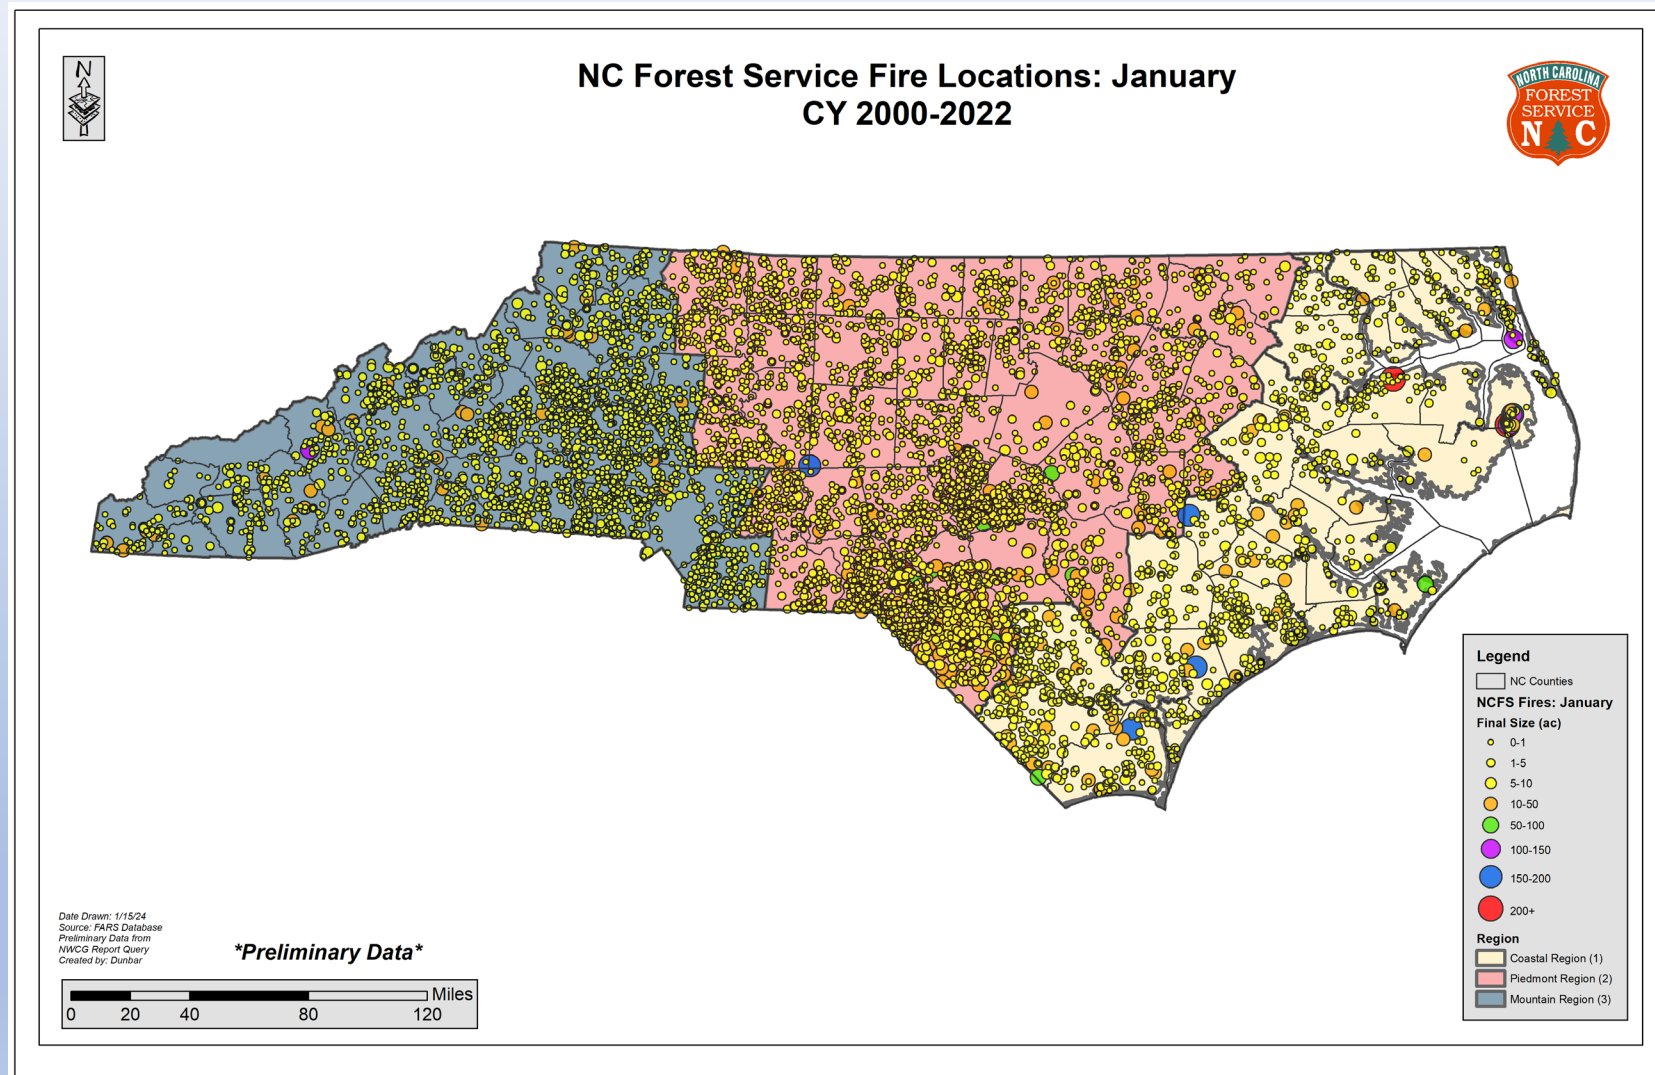 N
NC Forest Service Fire Locations: January
CY 2000-2022
NORTH CAROLINA
FOREST
SERVICE
N C
Legend
NC Counties
NCFS Fires: January
Final Size (ac)
0-1
1-5
5-10
10-50
50-100
100-150
150-200
200+
Region
Coastal Region (1)
Piedmont Region (2)
Mountain Region (3)
Date Drawn: 1/15/24
Source: FARS Database
Preliminary Data from
NWCG Report Query
Created by: Dunbar
*Preliminary Data*
Miles
0 20 40 80 120